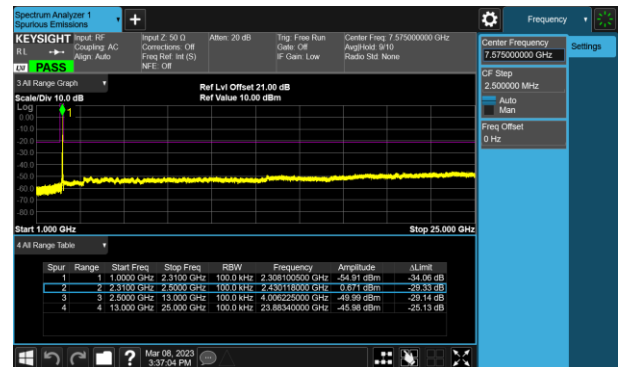 Spectrum Analyzer 1
Spurious Emissions
Frequency
KEYSIGHT
Input: RF
Coupling: AC
Align: Auto
Input Z: 50 Ω
Corrections: Off
Freq Ref: Int (S)
NFE: Off
Atten: 20 dB
Trig: Free Run
Gate: Off
IF Gain: Low
Center Freq: 7.575000000 GHz
Avg|Hold: 9/10
Radio Std: None
RL
LXI
PASS
Center Frequency
7.575000000 GHz
Settings
CF Step
2.500000 MHz
Auto
Man
Freq Offset
0 Hz
3 All Range Graph
Scale/Div 10.0 dB
Ref Lvl Offset 21.00 dB
Ref Value 10.00 dBm
Log
1
0.00
-10.0
-20.0
-30.0
-40.0
-50.0
-60.0
-70.0
-80.0
Start 1.000 GHz
Stop 25.000 GHz
4 All Range Table
Spur Range Start Freq Stop Freq RBW Frequency Amplitude ΔLimit
1 1 1.0000 GHz 2.3100 GHz 100.0 kHz 2.308100500 GHz -54.91 dBm -34.06 dB
2 2 2.3100 GHz 2.5000 GHz 100.0 kHz 2.430118000 GHz 0.671 dBm -29.33 dB
3 3 2.5000 GHz 13.000 GHz 100.0 kHz 4.006225000 GHz -49.99 dBm -29.14 dB
4 4 13.000 GHz 25.000 GHz 100.0 kHz 23.88340000 GHz -45.98 dBm -25.13 dB
Mar 08, 2023
3:37:04 PM